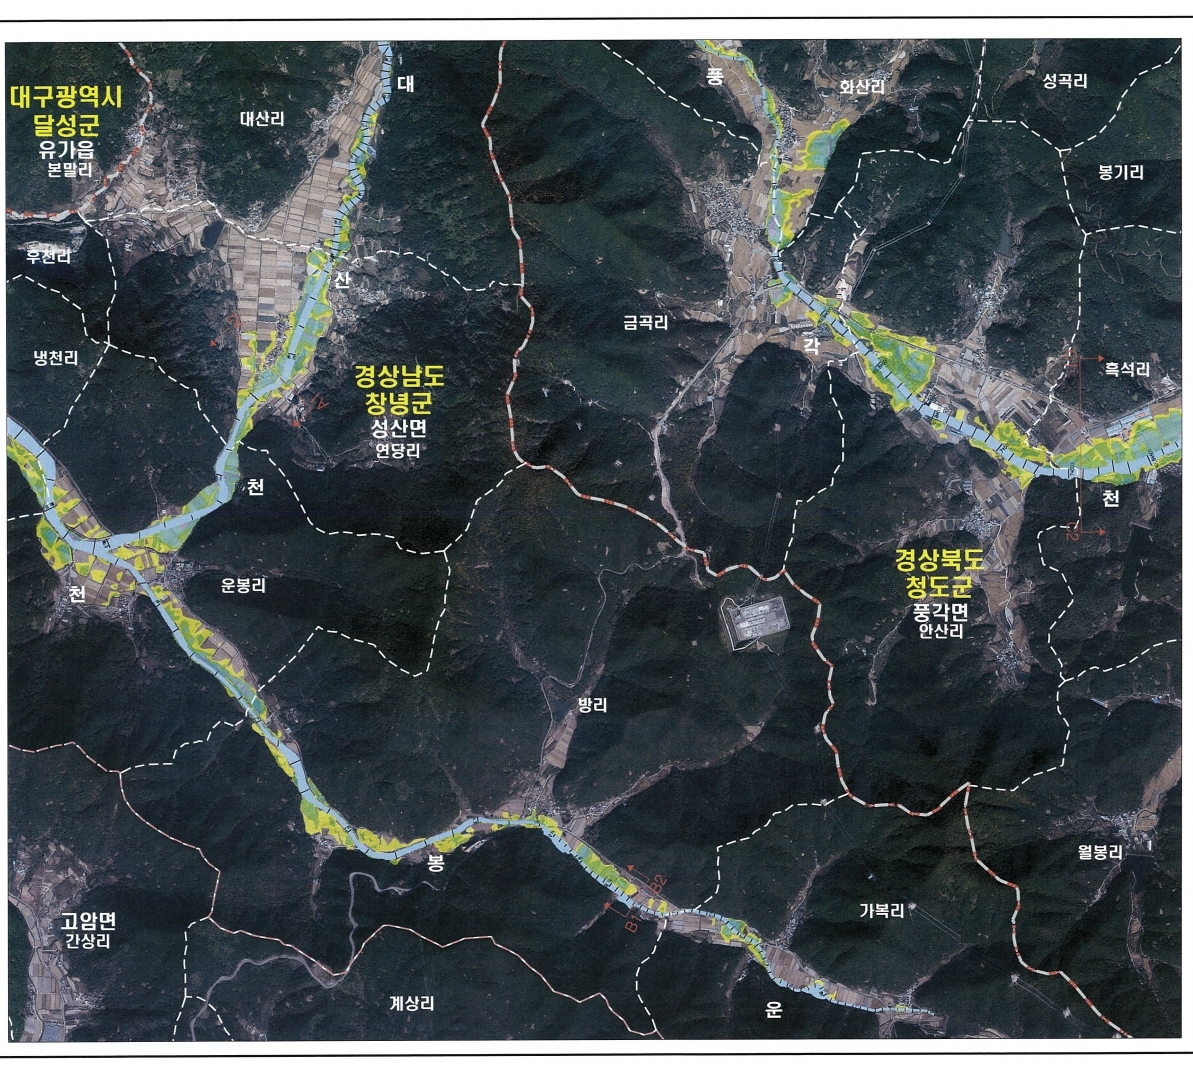 대구광역시
달성군
유가읍
본말리
대산리
대
풍
화산리
성곡리
봉기리
우천리
냉천리
산
금곡리
각
흑석리
경상남도
창녕군
성산면
연당리
천
천
경상북도
청도군
풍각면
안산리
천
운봉리
방리
봉
월봉리
B2
가복리
고암면
간상리
계상리
운